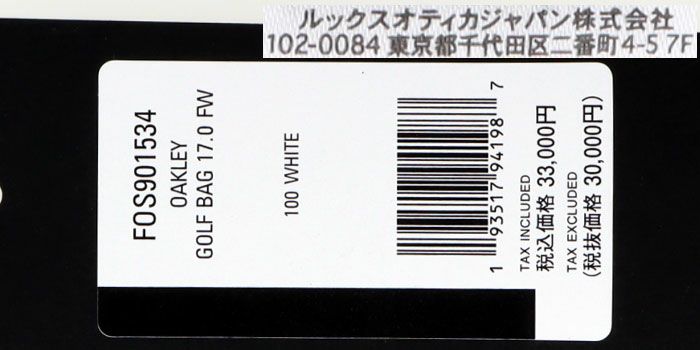 ルックスオティカジャパン株式会社
102-0084 東京都千代田区二番町4-5 7F
FOS901534
OAKLEY
GOLF BAG 17.0 FW
100 WHITE
1 93517 94198 7
TAX INCLUDED
税込価格 33,000円
TAX EXCLUDED
(税抜価格 30,000円)